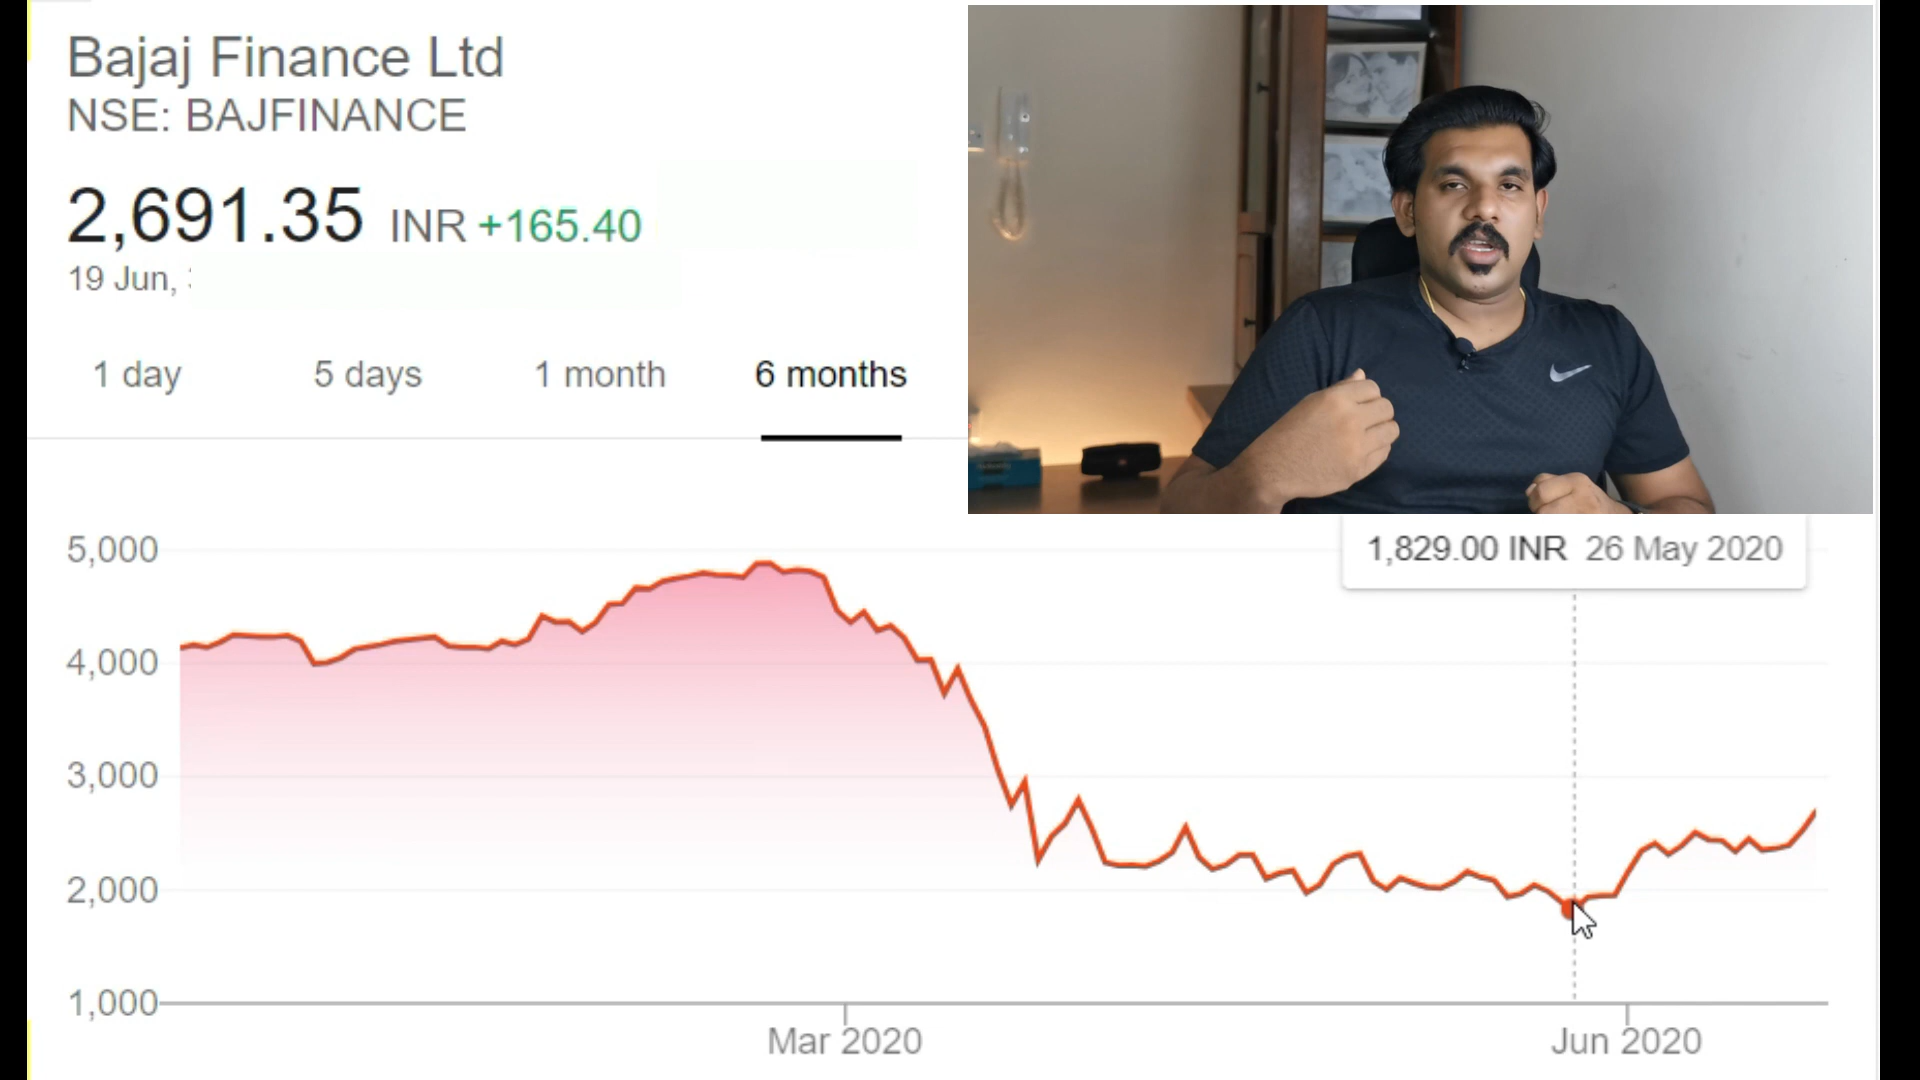 Bajaj Finance Ltd
NSE: BAJFINANCE
2,691.35 INR +165.40
19 Jun,
1 day 5 days 1 month 6 months
1,829.00 INR 26 May 2020
5,000
4,000
3,000
2,000
1,000
Mar 2020 Jun 2020